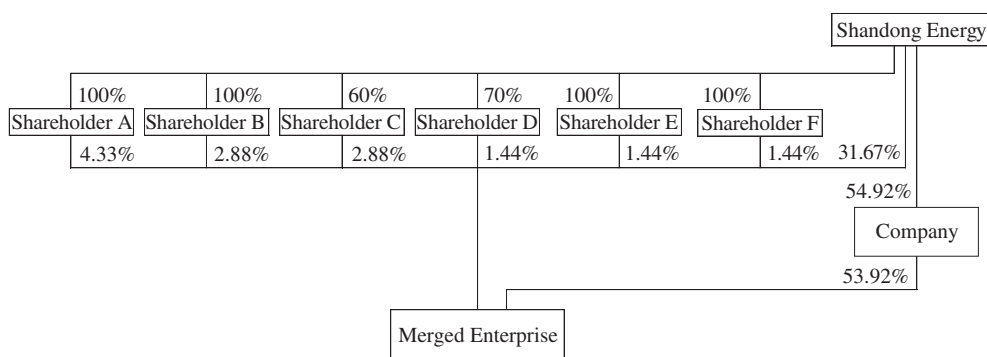 Shandong Energy
100% 100% 60% 70% 100% 100%
Shareholder A Shareholder B Shareholder C Shareholder D Shareholder E Shareholder F
4.33% 2.88% 2.88% 1.44% 1.44% 1.44% 31.67%
54.92%
Company
53.92%
Merged Enterprise